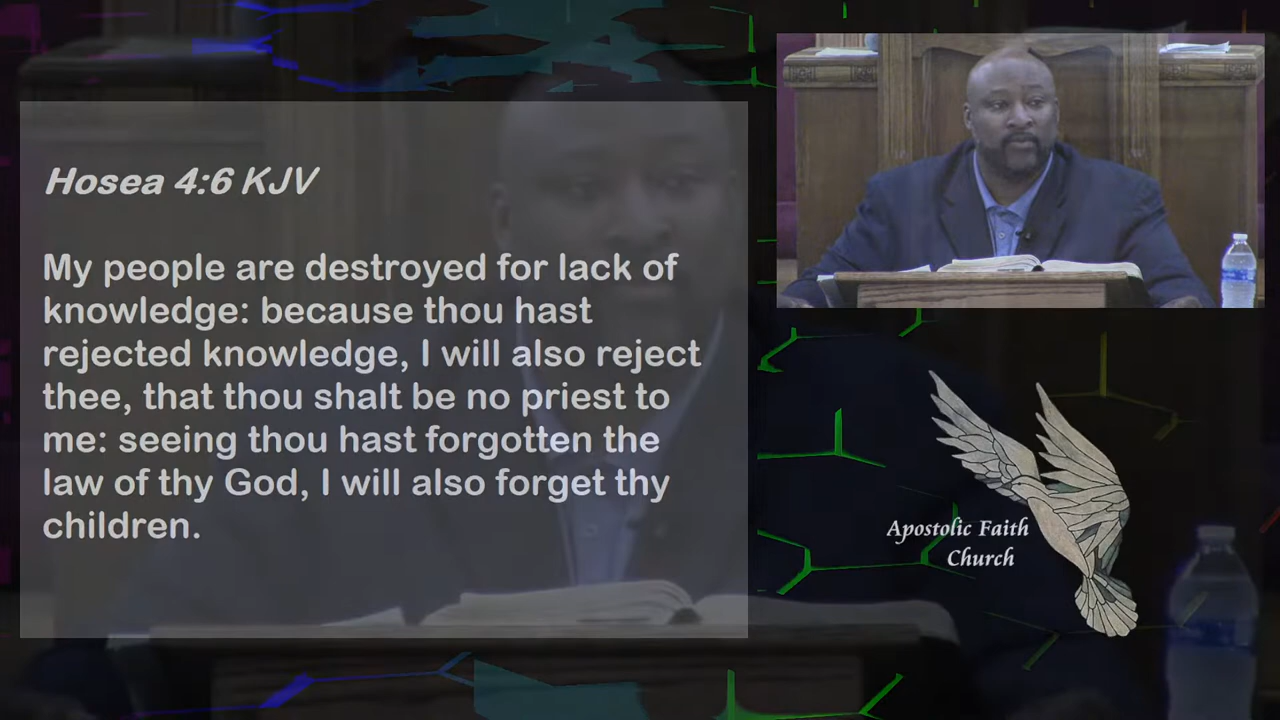 Hosea 4:6 KJV
My people are destroyed for lack of
knowledge: because thou hast
rejected knowledge, I will also reject
thee, that thou shalt be no priest to
me: seeing thou hast forgotten the
law of thy God, I will also forget thy
children.
Apostolic Faith
Church